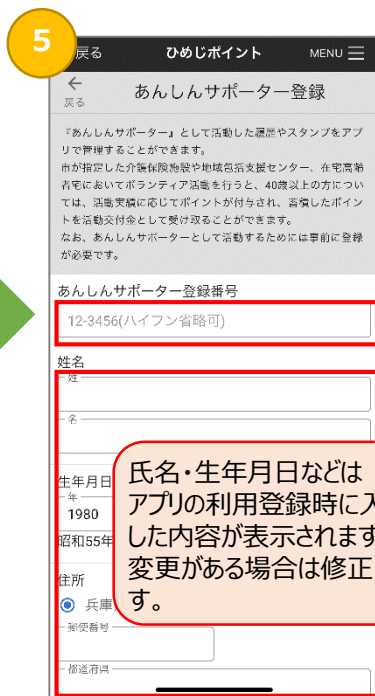 5
戻る ひめじポイント MENU
← 戻る あんしんサポーター登録
『あんしんサポーター』として活動した履歴やスタンプをアプ
リで管理することができます。
市が指定した介護保険施設や地域包括支援センター、在宅高齢
者宅においてボランティア活動を行うと、40歳以上の方につい
ては、活動実績に応じてポイントが付与され、蓄積したポイン
トを活動交付金として受け取ることができます。
なお、あんしんサポーターとして活動するためには事前に登録
が必要です。
あんしんサポーター登録番号
12-3456(ハイフン省略可)
姓名
姓
名
生年月日
年
1980
昭和55年
氏名・生年月日などは
アプリの利用登録時に入
した内容が表示されます
変更がある場合は修正
す。
住所
兵庫
郵便番号
都道府県